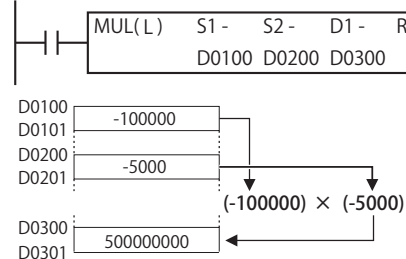 MUL( L ) S1 - S2 - D1 - R
D0100 D0200 D0300
D0100
D0101
-100000
D0200
D0201
-5000
(-100000) × (-5000)
D0300
D0301
500000000